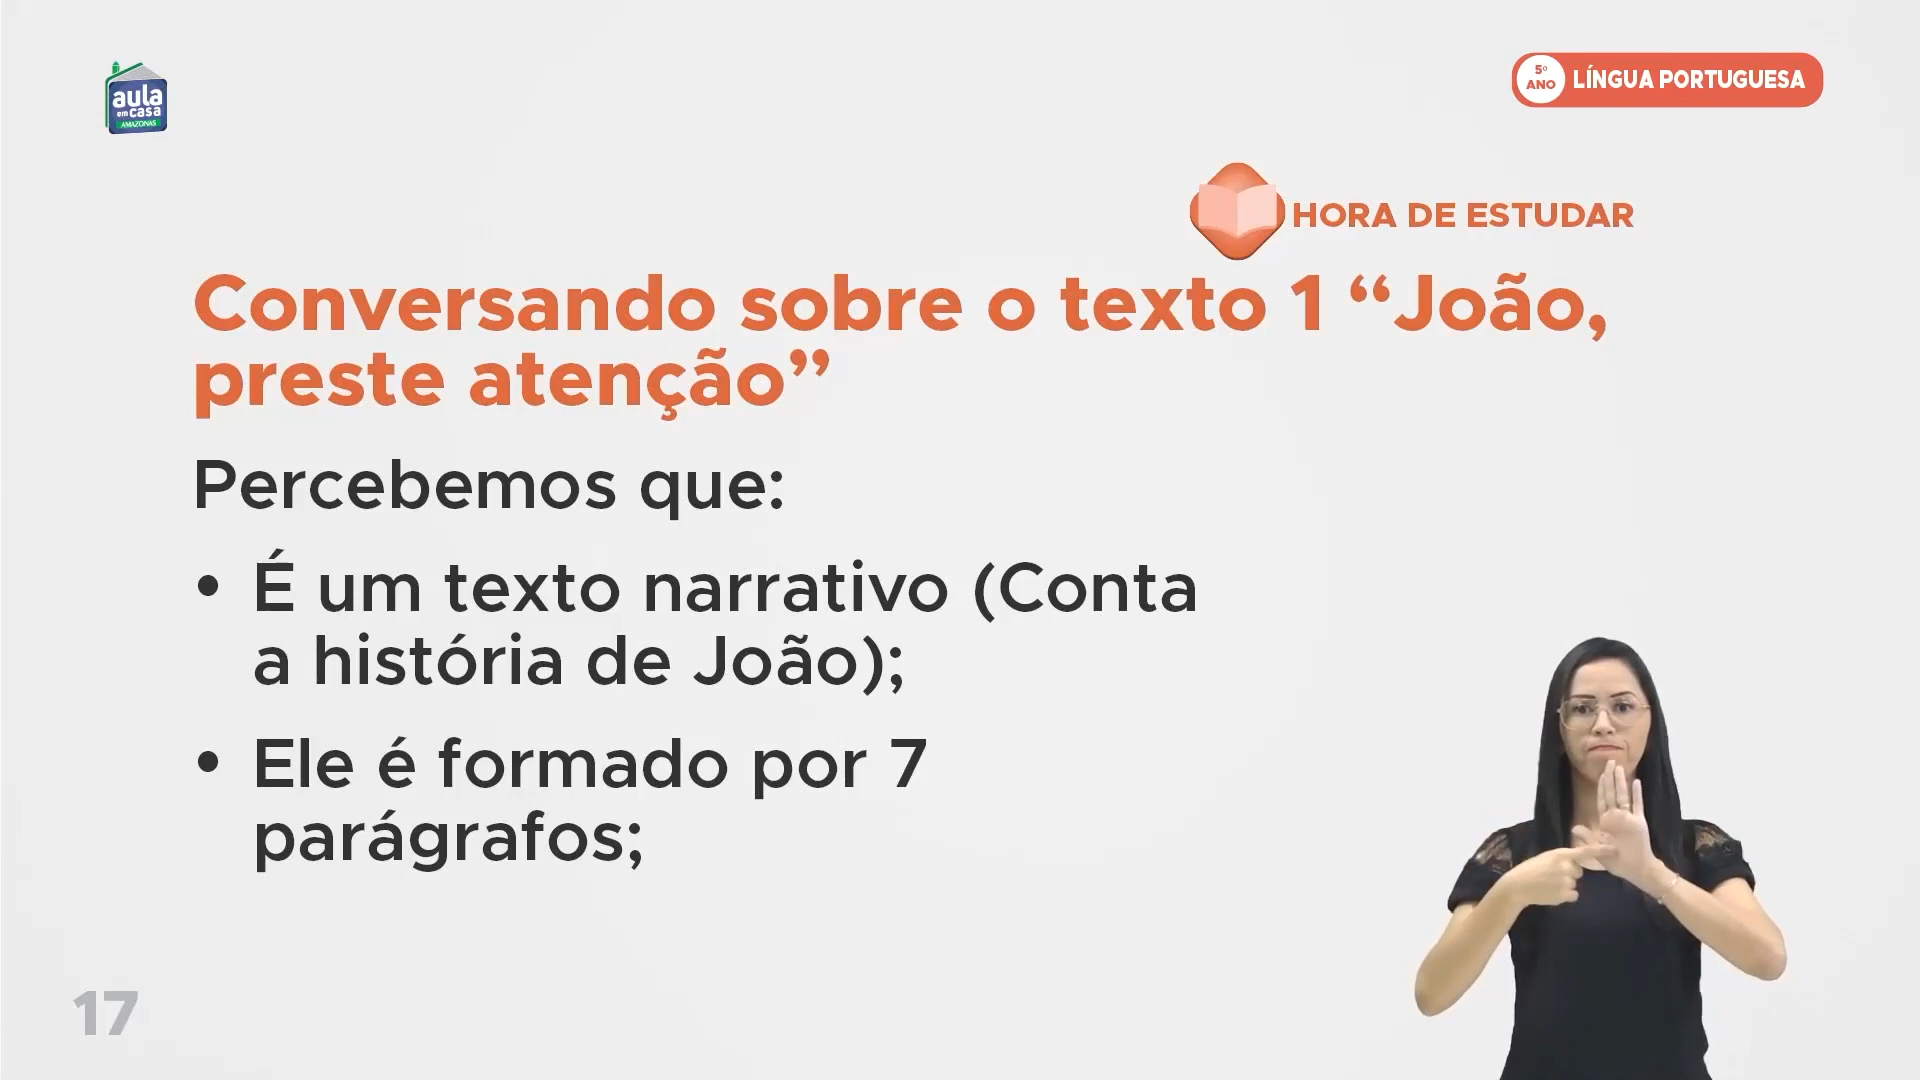 aula
em casa
AMAZONAS
5º
ANO
LÍNGUA PORTUGUESA
HORA DE ESTUDAR
Conversando sobre o texto 1 “João,
preste atenção”
Percebemos que:
• É um texto narrativo (Conta
a história de João);
• Ele é formado por 7
parágrafos;
17